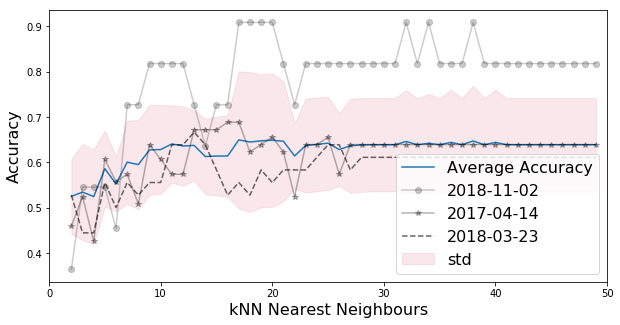 0.9
0.8
0.7
0.6
0.5
0.4
Accuracy
0 10 20 30 40 50
kNN Nearest Neighbours
Average Accuracy
2018-11-02
2017-04-14
2018-03-23
std